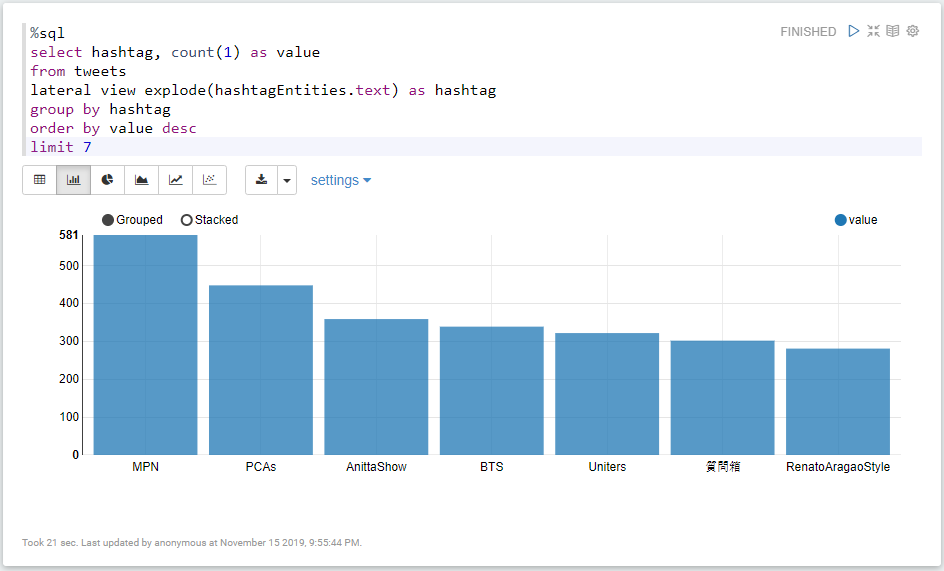 %sql
select hashtag, count(1) as value
from tweets
lateral view explode(hashtagEntities.text) as hashtag
group by hashtag
order by value desc
limit 7
FINISHED
settings
Grouped Stacked value
581
500
400
300
200
100
0
MPN PCAs AnittaShow BTS Uniters 質問箱 RenatoAragaoStyle
Took 21 sec. Last updated by anonymous at November 15 2019, 9:55:44 PM.